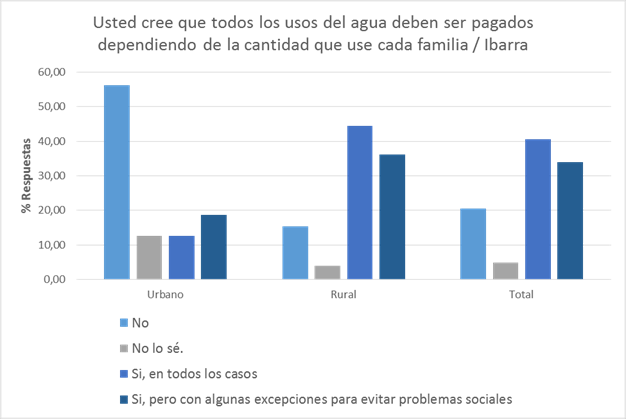 Usted cree que todos los usos del agua deben ser pagados
dependiendo de la cantidad que use cada familia / Ibarra
% Respuestas
60,00
50,00
40,00
30,00
20,00
10,00
0,00
Urbano
Rural
Total
No
No lo sé.
Si, en todos los casos
Si, pero con algunas excepciones para evitar problemas sociales